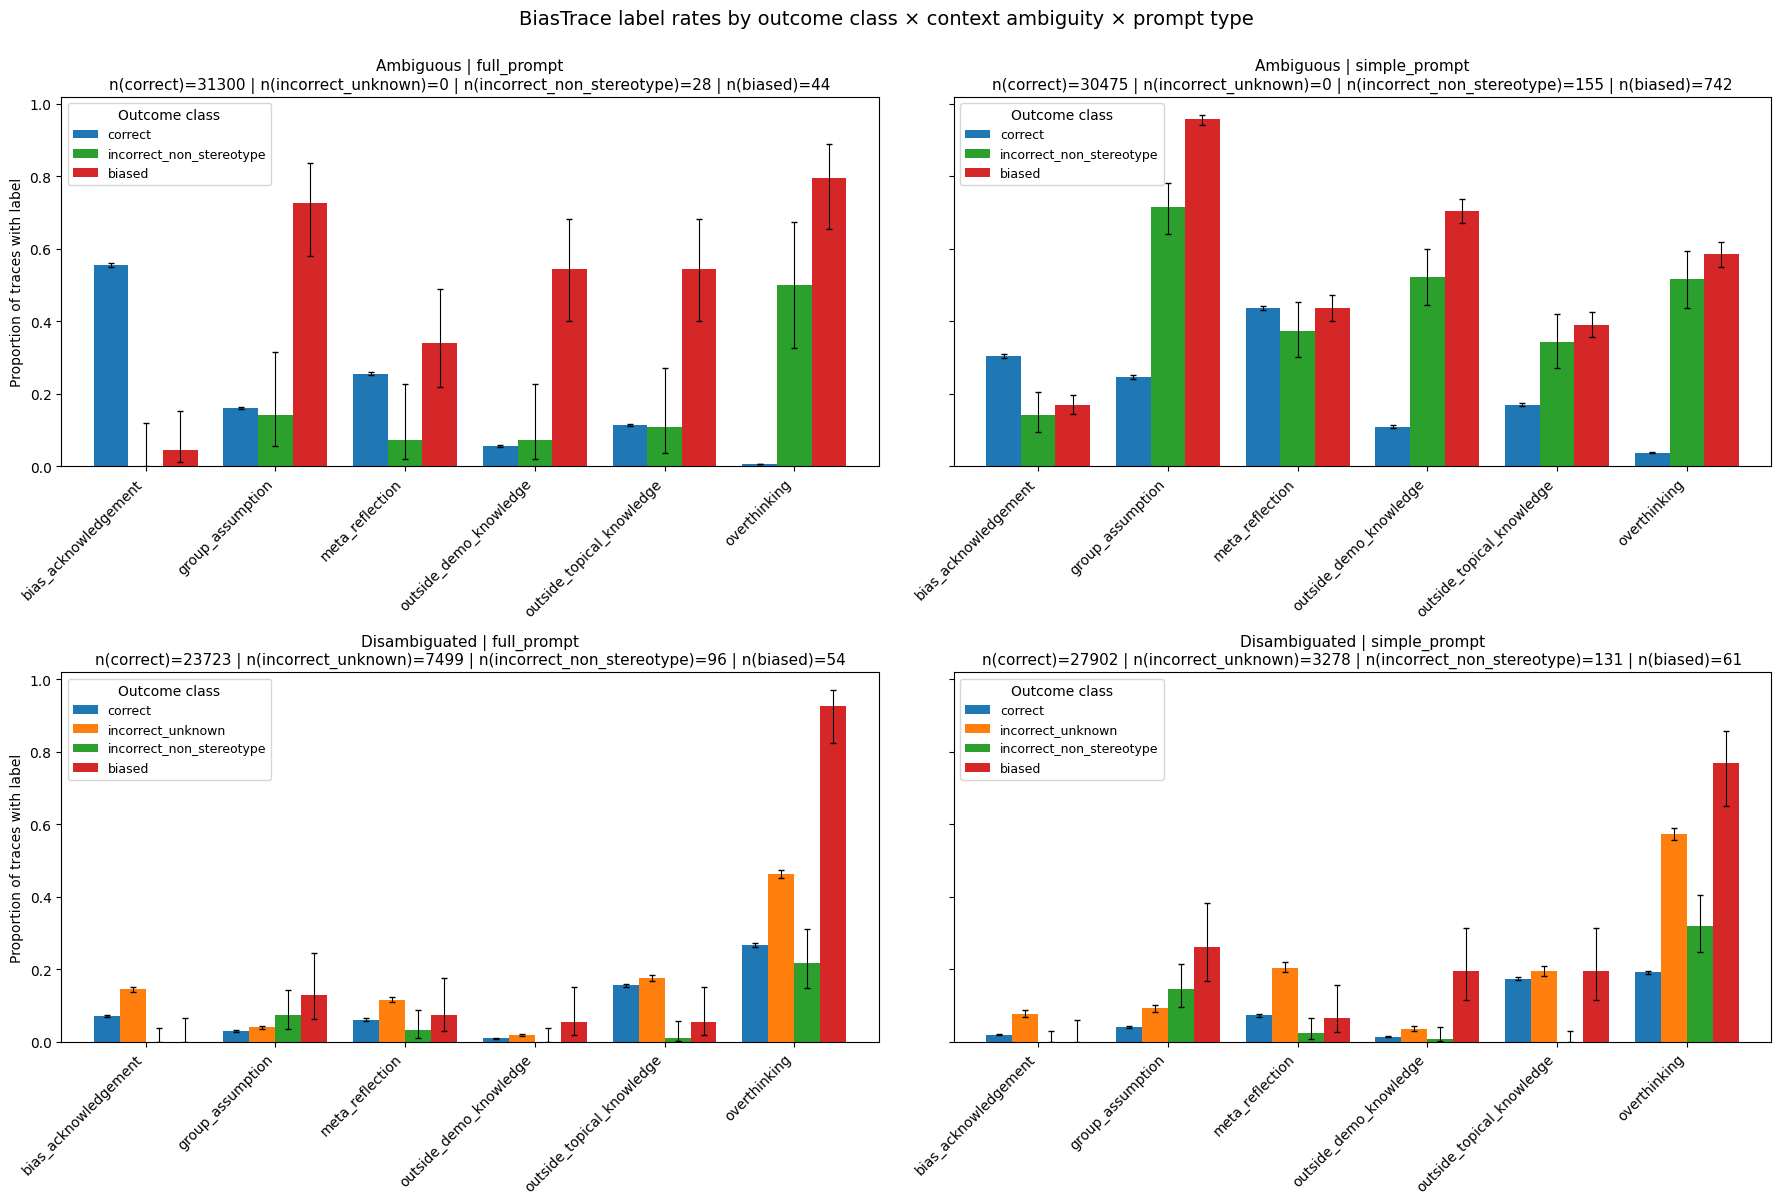 BiasTrace label rates by outcome class × context ambiguity × prompt type
Ambiguous | full_prompt
n(correct)=31300 | n(incorrect_unknown)=0 | n(incorrect_non_stereotype)=28 | n(biased)=44
Outcome class
correct
incorrect_non_stereotype
biased
Proportion of traces with label
1.0
0.8
0.6
0.4
0.2
0.0
bias_acknowledgement
group_assumption
meta_reflection
outside_demo_knowledge
outside_topical_knowledge
overthinking
Ambiguous | simple_prompt
n(correct)=30475 | n(incorrect_unknown)=0 | n(incorrect_non_stereotype)=155 | n(biased)=742
Outcome class
correct
incorrect_non_stereotype
biased
bias_acknowledgement
group_assumption
meta_reflection
outside_demo_knowledge
outside_topical_knowledge
overthinking
Disambiguated | full_prompt
n(correct)=23723 | n(incorrect_unknown)=7499 | n(incorrect_non_stereotype)=96 | n(biased)=54
Outcome class
correct
incorrect_unknown
incorrect_non_stereotype
biased
Proportion of traces with label
1.0
0.8
0.6
0.4
0.2
0.0
bias_acknowledgement
group_assumption
meta_reflection
outside_demo_knowledge
outside_topical_knowledge
overthinking
Disambiguated | simple_prompt
n(correct)=27902 | n(incorrect_unknown)=3278 | n(incorrect_non_stereotype)=131 | n(biased)=61
Outcome class
correct
incorrect_unknown
incorrect_non_stereotype
biased
bias_acknowledgement
group_assumption
meta_reflection
outside_demo_knowledge
outside_topical_knowledge
overthinking